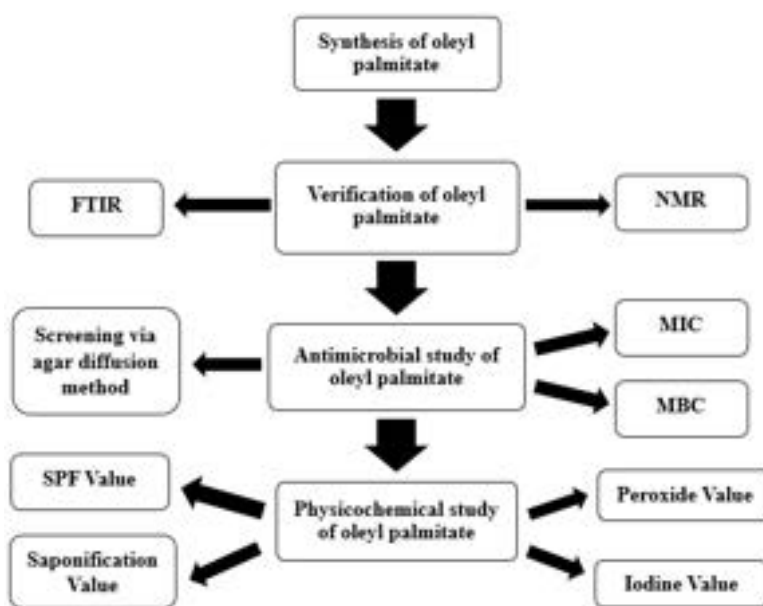 Synthesis of oleyl
palmitate
FTIR
Verification of oleyl
palmitate
NMR
Screening via
agar diffusion
method
Antimicrobial study of
oleyl palmitate
MIC
MBC
SPF Value
Saponification
Value
Physicochemical study
of oleyl palmitate
Peroxide Value
Iodine Value